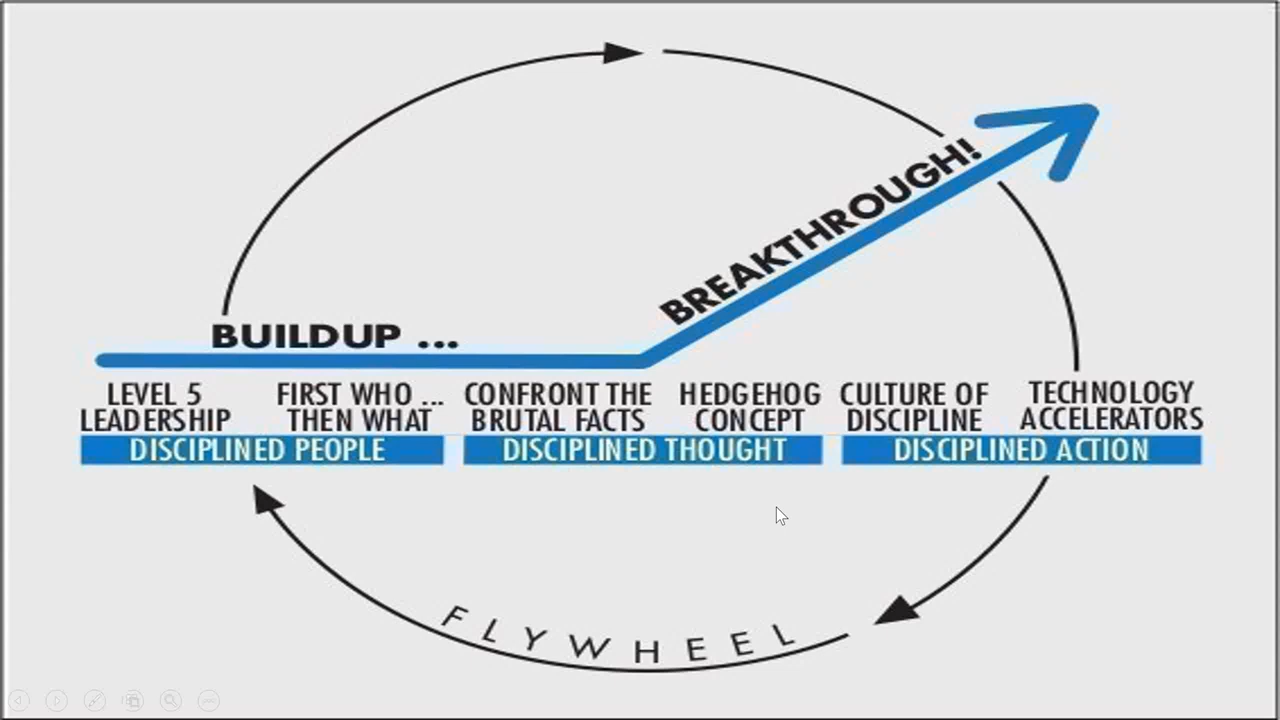 BREAKTHROUGH!
BUILDUP ...
LEVEL 5
LEADERSHIP
FIRST WHO ...
THEN WHAT
CONFRONT THE
BRUTAL FACTS
HEDGEHOG
CONCEPT
CULTURE OF
DISCIPLINE
TECHNOLOGY
ACCELERATORS
DISCIPLINED PEOPLE
DISCIPLINED THOUGHT
DISCIPLINED ACTION
FLYWHEEL